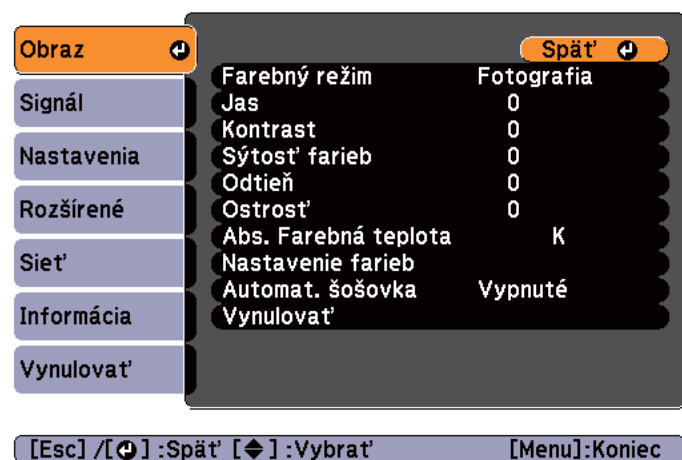 Obraz
Signál
Nastavenia
Rozšírené
Sieť
Informácia
Vynulovať
Späť
Farebný režim Fotografia
Jas 0
Kontrast 0
Sýtosť farieb 0
Odtieň 0
Ostrosť 0
Abs. Farebná teplota K
Nastavenie farieb
Automat. šošovka Vypnuté
Vynulovať
[Esc] /[⏎] :Späť [◆] :Vybrať [Menu]:Koniec